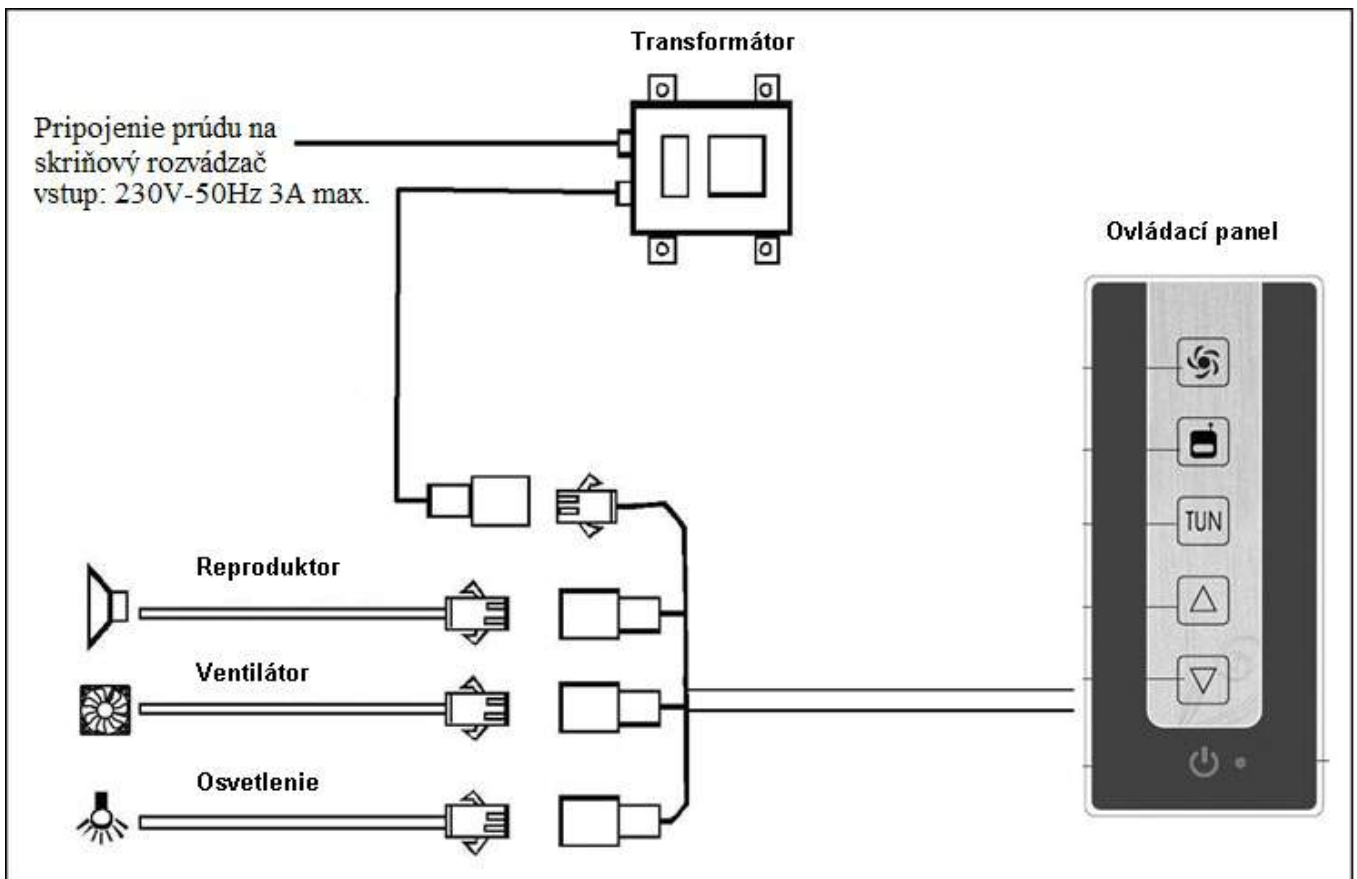 Transformátor
Pripojenie prúdu na
skriňový rozvádzač
vstup: 230V-50Hz 3A max.
Ovládací panel
TUN
Reproduktor
Ventilátor
Osvetlenie